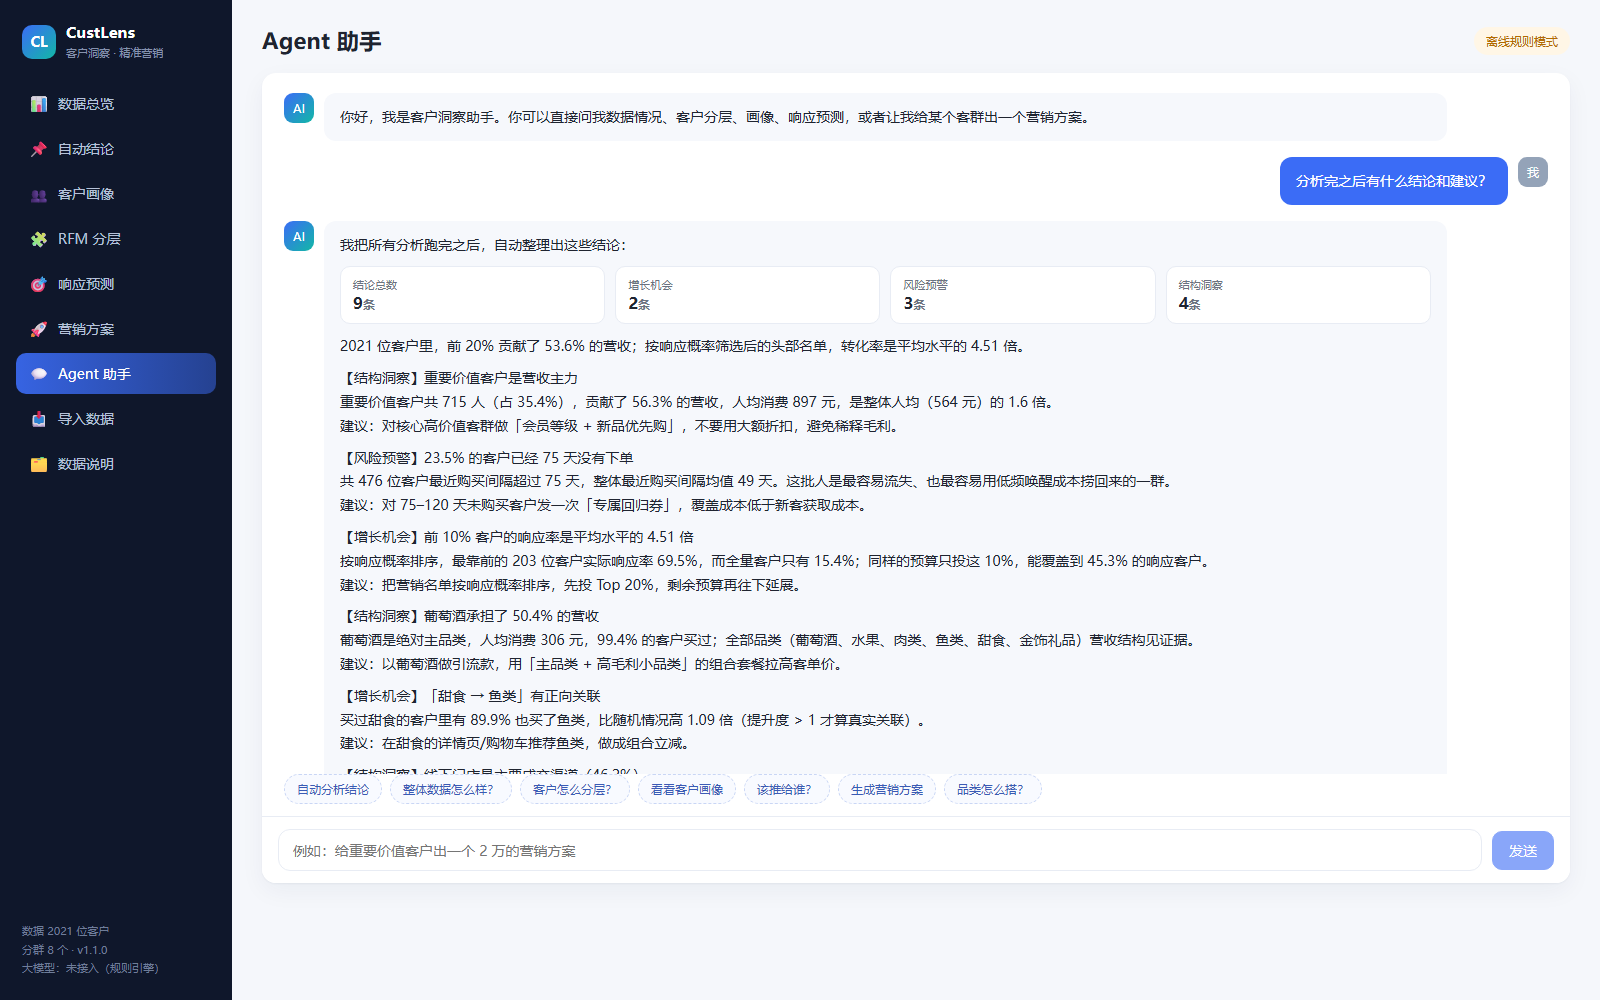 CL
CustLens
客户洞察 · 精准营销
数据总览
自动结论
客户画像
RFM 分层
响应预测
营销方案
Agent 助手
导入数据
数据说明
数据 2021 位客户
分群 8 个 · v1.1.0
大模型：未接入（规则引擎）
Agent 助手
离线规则模式
AI
你好，我是客户洞察助手。你可以直接问我数据情况、客户分层、画像、响应预测，或者让我给某个客群出一个营销方案。
分析完之后有什么结论和建议？
我
AI
我把所有分析跑完之后，自动整理出这些结论：
结论总数
9条
增长机会
2条
风险预警
3条
结构洞察
4条
2021 位客户里，前 20% 贡献了 53.6% 的营收；按响应概率筛选后的头部名单，转化率是平均水平的 4.51 倍。
【结构洞察】重要价值客户是营收主力
重要价值客户共 715 人（占 35.4%），贡献了 56.3% 的营收，人均消费 897 元，是整体人均（564 元）的 1.6 倍。
建议：对核心高价值客群做「会员等级 + 新品优先购」，不要用大额折扣，避免稀释毛利。
【风险预警】23.5% 的客户已经 75 天没有下单
共 476 位客户最近购买间隔超过 75 天，整体最近购买间隔均值 49 天。这批人是最容易流失、也最容易用低频唤醒成本捞回来的一群。
建议：对 75–120 天未购买客户发一次「专属回归券」，覆盖成本低于新客获取成本。
【增长机会】前 10% 客户的响应率是平均水平的 4.51 倍
按响应概率排序，最靠前的 203 位客户实际响应率 69.5%，而全量客户只有 15.4%；同样的预算只投这 10%，能覆盖到 45.3% 的响应客户。
建议：把营销名单按响应概率排序，先投 Top 20%，剩余预算再往下延展。
【结构洞察】葡萄酒承担了 50.4% 的营收
葡萄酒是绝对主品类，人均消费 306 元，99.4% 的客户买过；全部品类（葡萄酒、水果、肉类、鱼类、甜食、金饰礼品）营收结构见证据。
建议：以葡萄酒做引流款，用「主品类 + 高毛利小品类」的组合套餐拉高客单价。
【增长机会】「甜食 → 鱼类」有正向关联
买过甜食的客户里有 89.9% 也买了鱼类，比随机情况高 1.09 倍（提升度 > 1 才算真实关联）。
建议：在甜食的详情页/购物车推荐鱼类，做成组合立减。
【结构洞察】线下门店是主要成交渠道（46.2%）
自动分析结论
整体数据怎么样？
客户怎么分层？
看看客户画像
该推给谁？
生成营销方案
品类怎么搭？
例如：给重要价值客户出一个 2 万的营销方案
发送